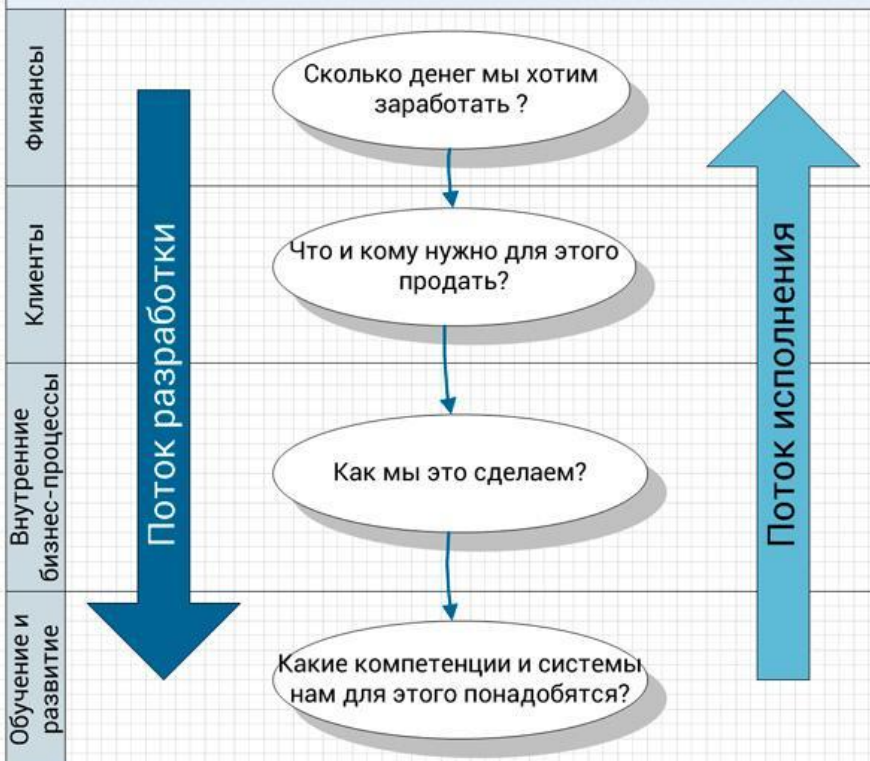 Финансы
Сколько денег мы хотим
заработать ?
Клиенты
Что и кому нужно для этого
продать?
Поток разработки
Поток исполнения
Внутренние
бизнес-процессы
Как мы это сделаем?
Обучение и
развитие
Какие компетенции и системы
нам для этого понадобятся?